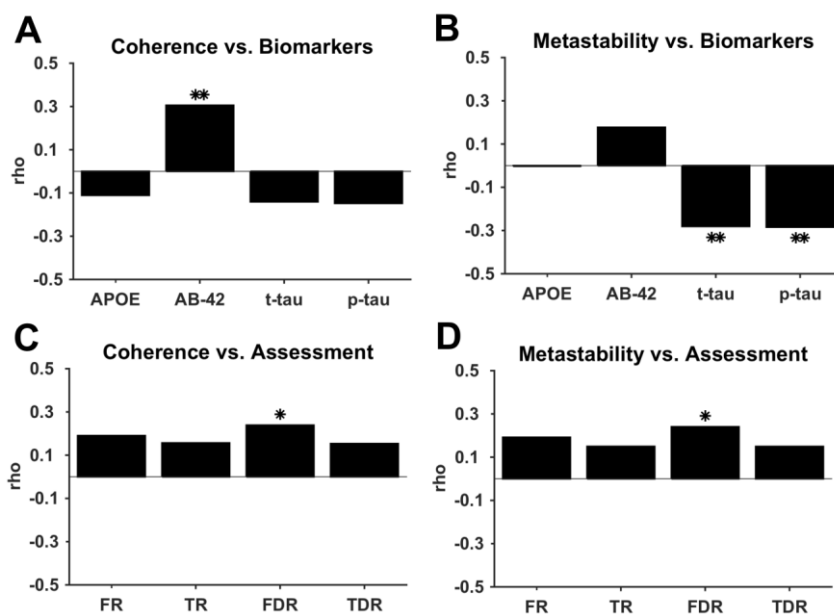 A
Coherence vs. Biomarkers
0.5
0.3
0.1
-0.1
-0.3
-0.5
rho
**
APOE AB-42 t-tau p-tau
B
Metastability vs. Biomarkers
0.5
0.3
0.1
-0.1
-0.3
-0.5
rho
** **
APOE AB-42 t-tau p-tau
C
Coherence vs. Assessment
0.5
0.3
0.1
-0.1
-0.3
-0.5
rho
*
FR TR FDR TDR
D
Metastability vs. Assessment
0.5
0.3
0.1
-0.1
-0.3
-0.5
rho
*
FR TR FDR TDR